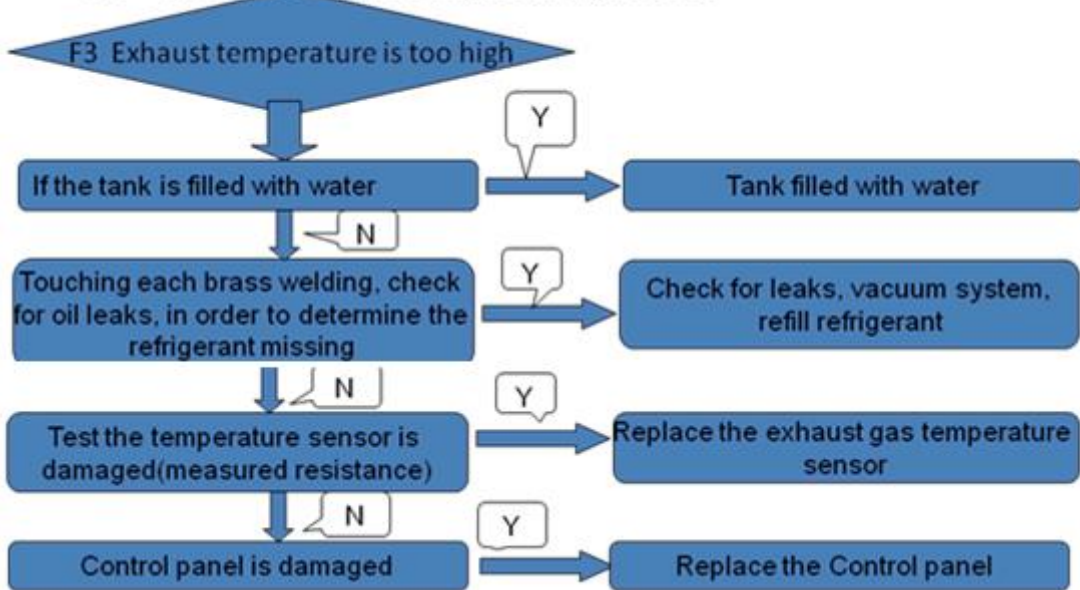 F3 Exhaust temperature is too high
Y
If the tank is filled with water
Tank filled with water
N
Touching each brass welding, check
for oil leaks, in order to determine the
refrigerant missing
Y
Check for leaks, vacuum system,
refill refrigerant
N
Test the temperature sensor is
damaged(measured resistance)
Y
Replace the exhaust gas temperature
sensor
N
Control panel is damaged
Y
Replace the Control panel